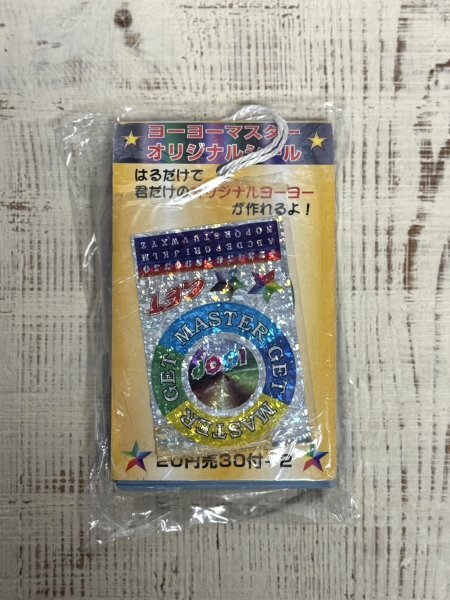 ヨーヨーマスター
オリジナルシール
はるだけで
君だけのオリジナルヨーヨー
が作れるよ!
ABCDEFGHIJKLM
NOPQRSTUVWXYZ
GET
GET MASTER GET MASTER
20円売30付+2